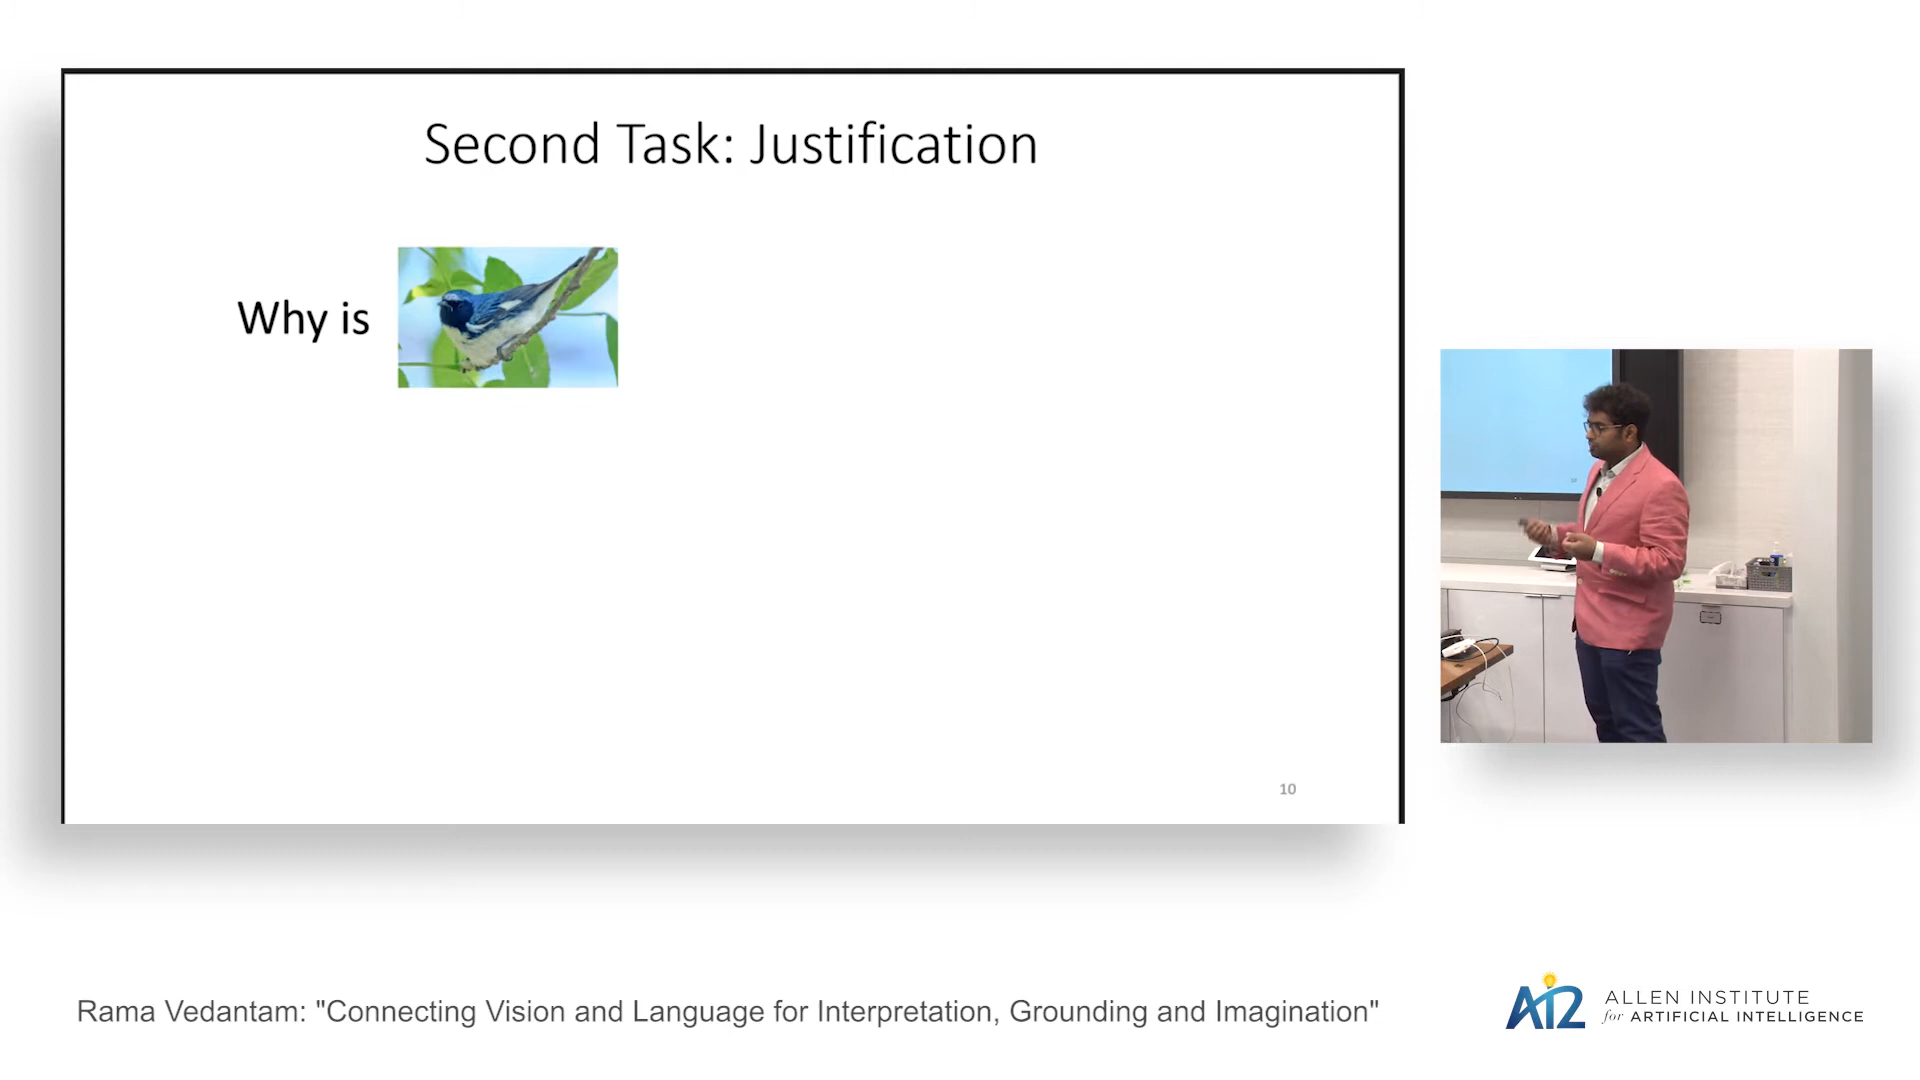 Second Task: Justification
Why is
10
Rama Vedantam: "Connecting Vision and Language for Interpretation, Grounding and Imagination"
AI2
ALLEN INSTITUTE
for ARTIFICIAL INTELLIGENCE